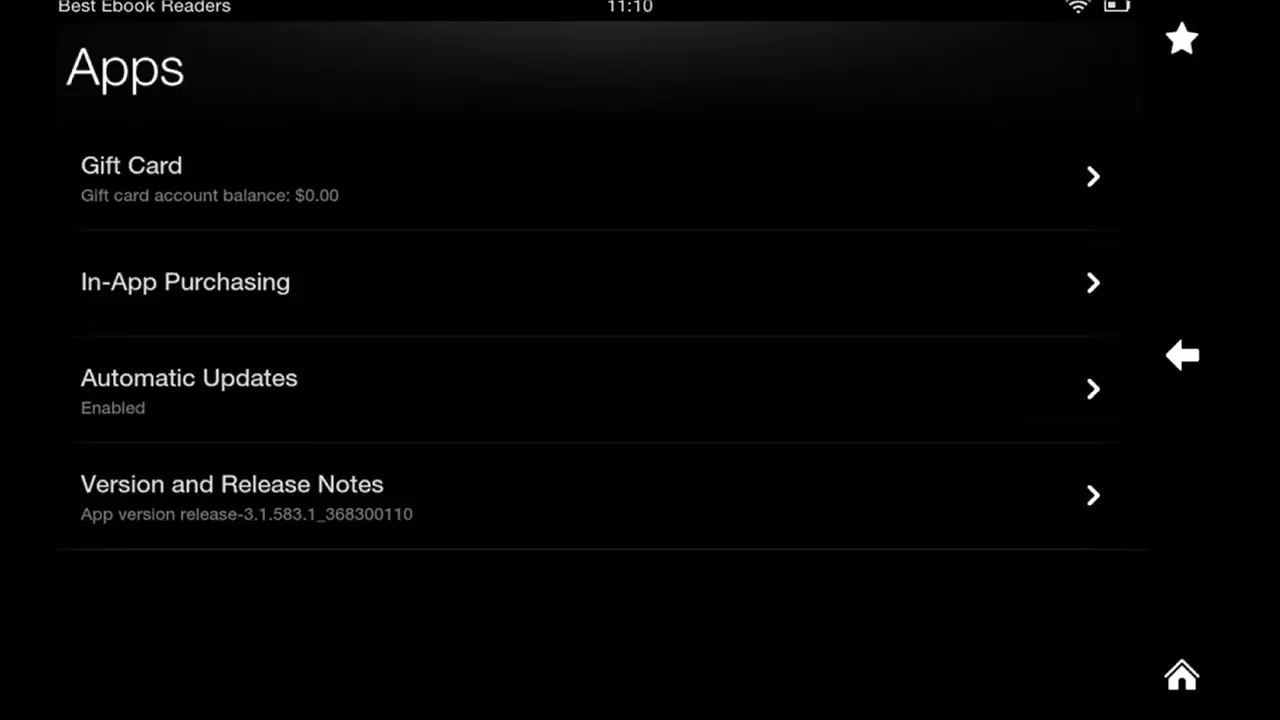 Best Ebook Readers
11:10
Apps
Gift Card
Gift card account balance: $0.00
In-App Purchasing
Automatic Updates
Enabled
Version and Release Notes
App version release-3.1.583.1_368300110